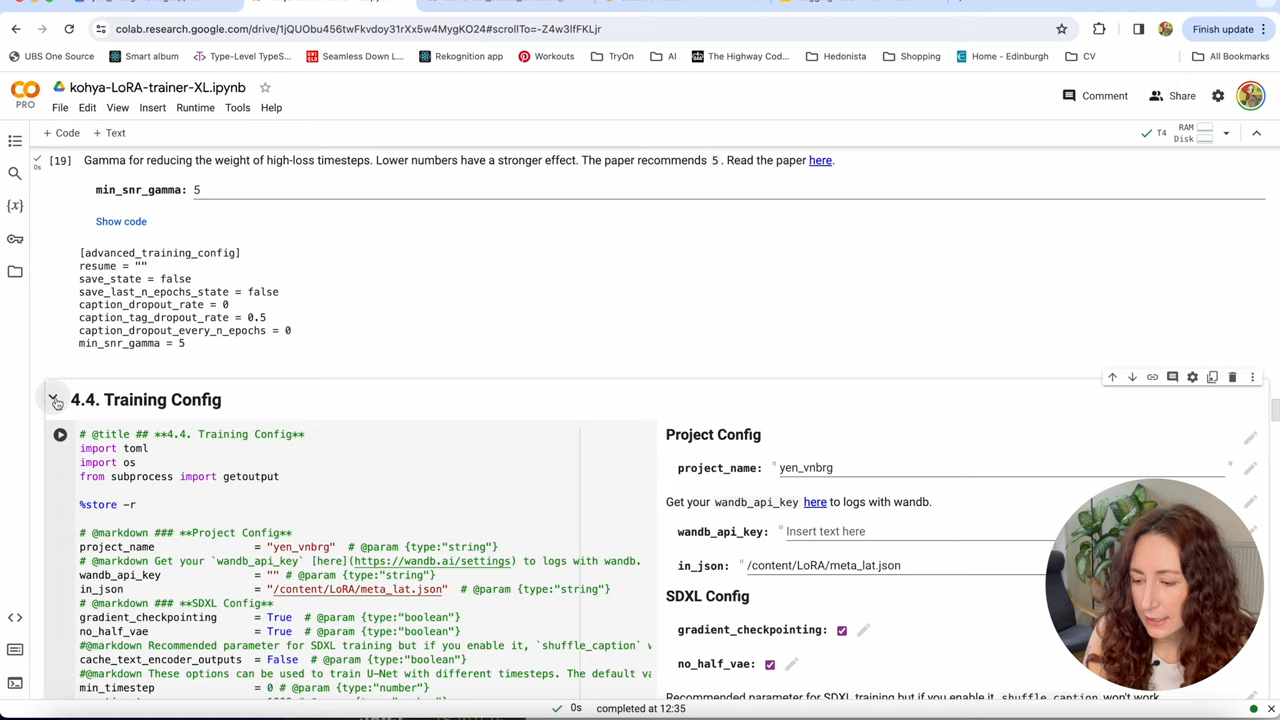 colab.research.google.com/drive/1jQUObu456twFkvdoy31rXx5w4MygKO24#scrollTo=-Z4w3lfFKLjr
Finish update
UBS One Source
Smart album
Type-Level TypeS...
Seamless Down L...
Rekognition app
Workouts
TryOn
AI
The Highway Cod...
Hedonista
Shopping
Home - Edinburgh
CV
All Bookmarks
CO
PRO
kohya-LoRA-trainer-XL.ipynb
File Edit View Insert Runtime Tools Help
Comment
Share
+ Code + Text
T4
RAM
Disk
[19] Gamma for reducing the weight of high-loss timesteps. Lower numbers have a stronger effect. The paper recommends 5. Read the paper here.
0s
min_snr_gamma: 5
Show code
[advanced_training_config]
resume = ""
save_state = false
save_last_n_epochs_state = false
caption_dropout_rate = 0
caption_tag_dropout_rate = 0.5
caption_dropout_every_n_epochs = 0
min_snr_gamma = 5
4.4. Training Config
# @title ## **4.4. Training Config**
import toml
import os
from subprocess import getoutput
%store -r
# @markdown ### **Project Config**
project_name = "yen_vnbrg" # @param {type:"string"}
# @markdown Get your `wandb_api_key` [here](https://wandb.ai/settings) to logs with wandb.
wandb_api_key = "" # @param {type:"string"}
in_json = "/content/LoRA/meta_lat.json" # @param {type:"string"}
# @markdown ### **SDXL Config**
gradient_checkpointing = True # @param {type:"boolean"}
no_half_vae = True # @param {type:"boolean"}
#@markdown Recommended parameter for SDXL training but if you enable it, `shuffle_caption` w
cache_text_encoder_outputs = False # @param {type:"boolean"}
#@markdown These options can be used to train U-Net with different timesteps. The default va
min_timestep = 0 # @param {type:"number"}
Project Config
project_name: "yen_vnbrg"
Get your wandb_api_key here to logs with wandb.
wandb_api_key: "Insert text here
in_json: "/content/LoRA/meta_lat.json
SDXL Config
gradient_checkpointing:
no_half_vae:
Recommended parameter for SDXL training but if you enable it, shuffle_caption won't work
0s completed at 12:35